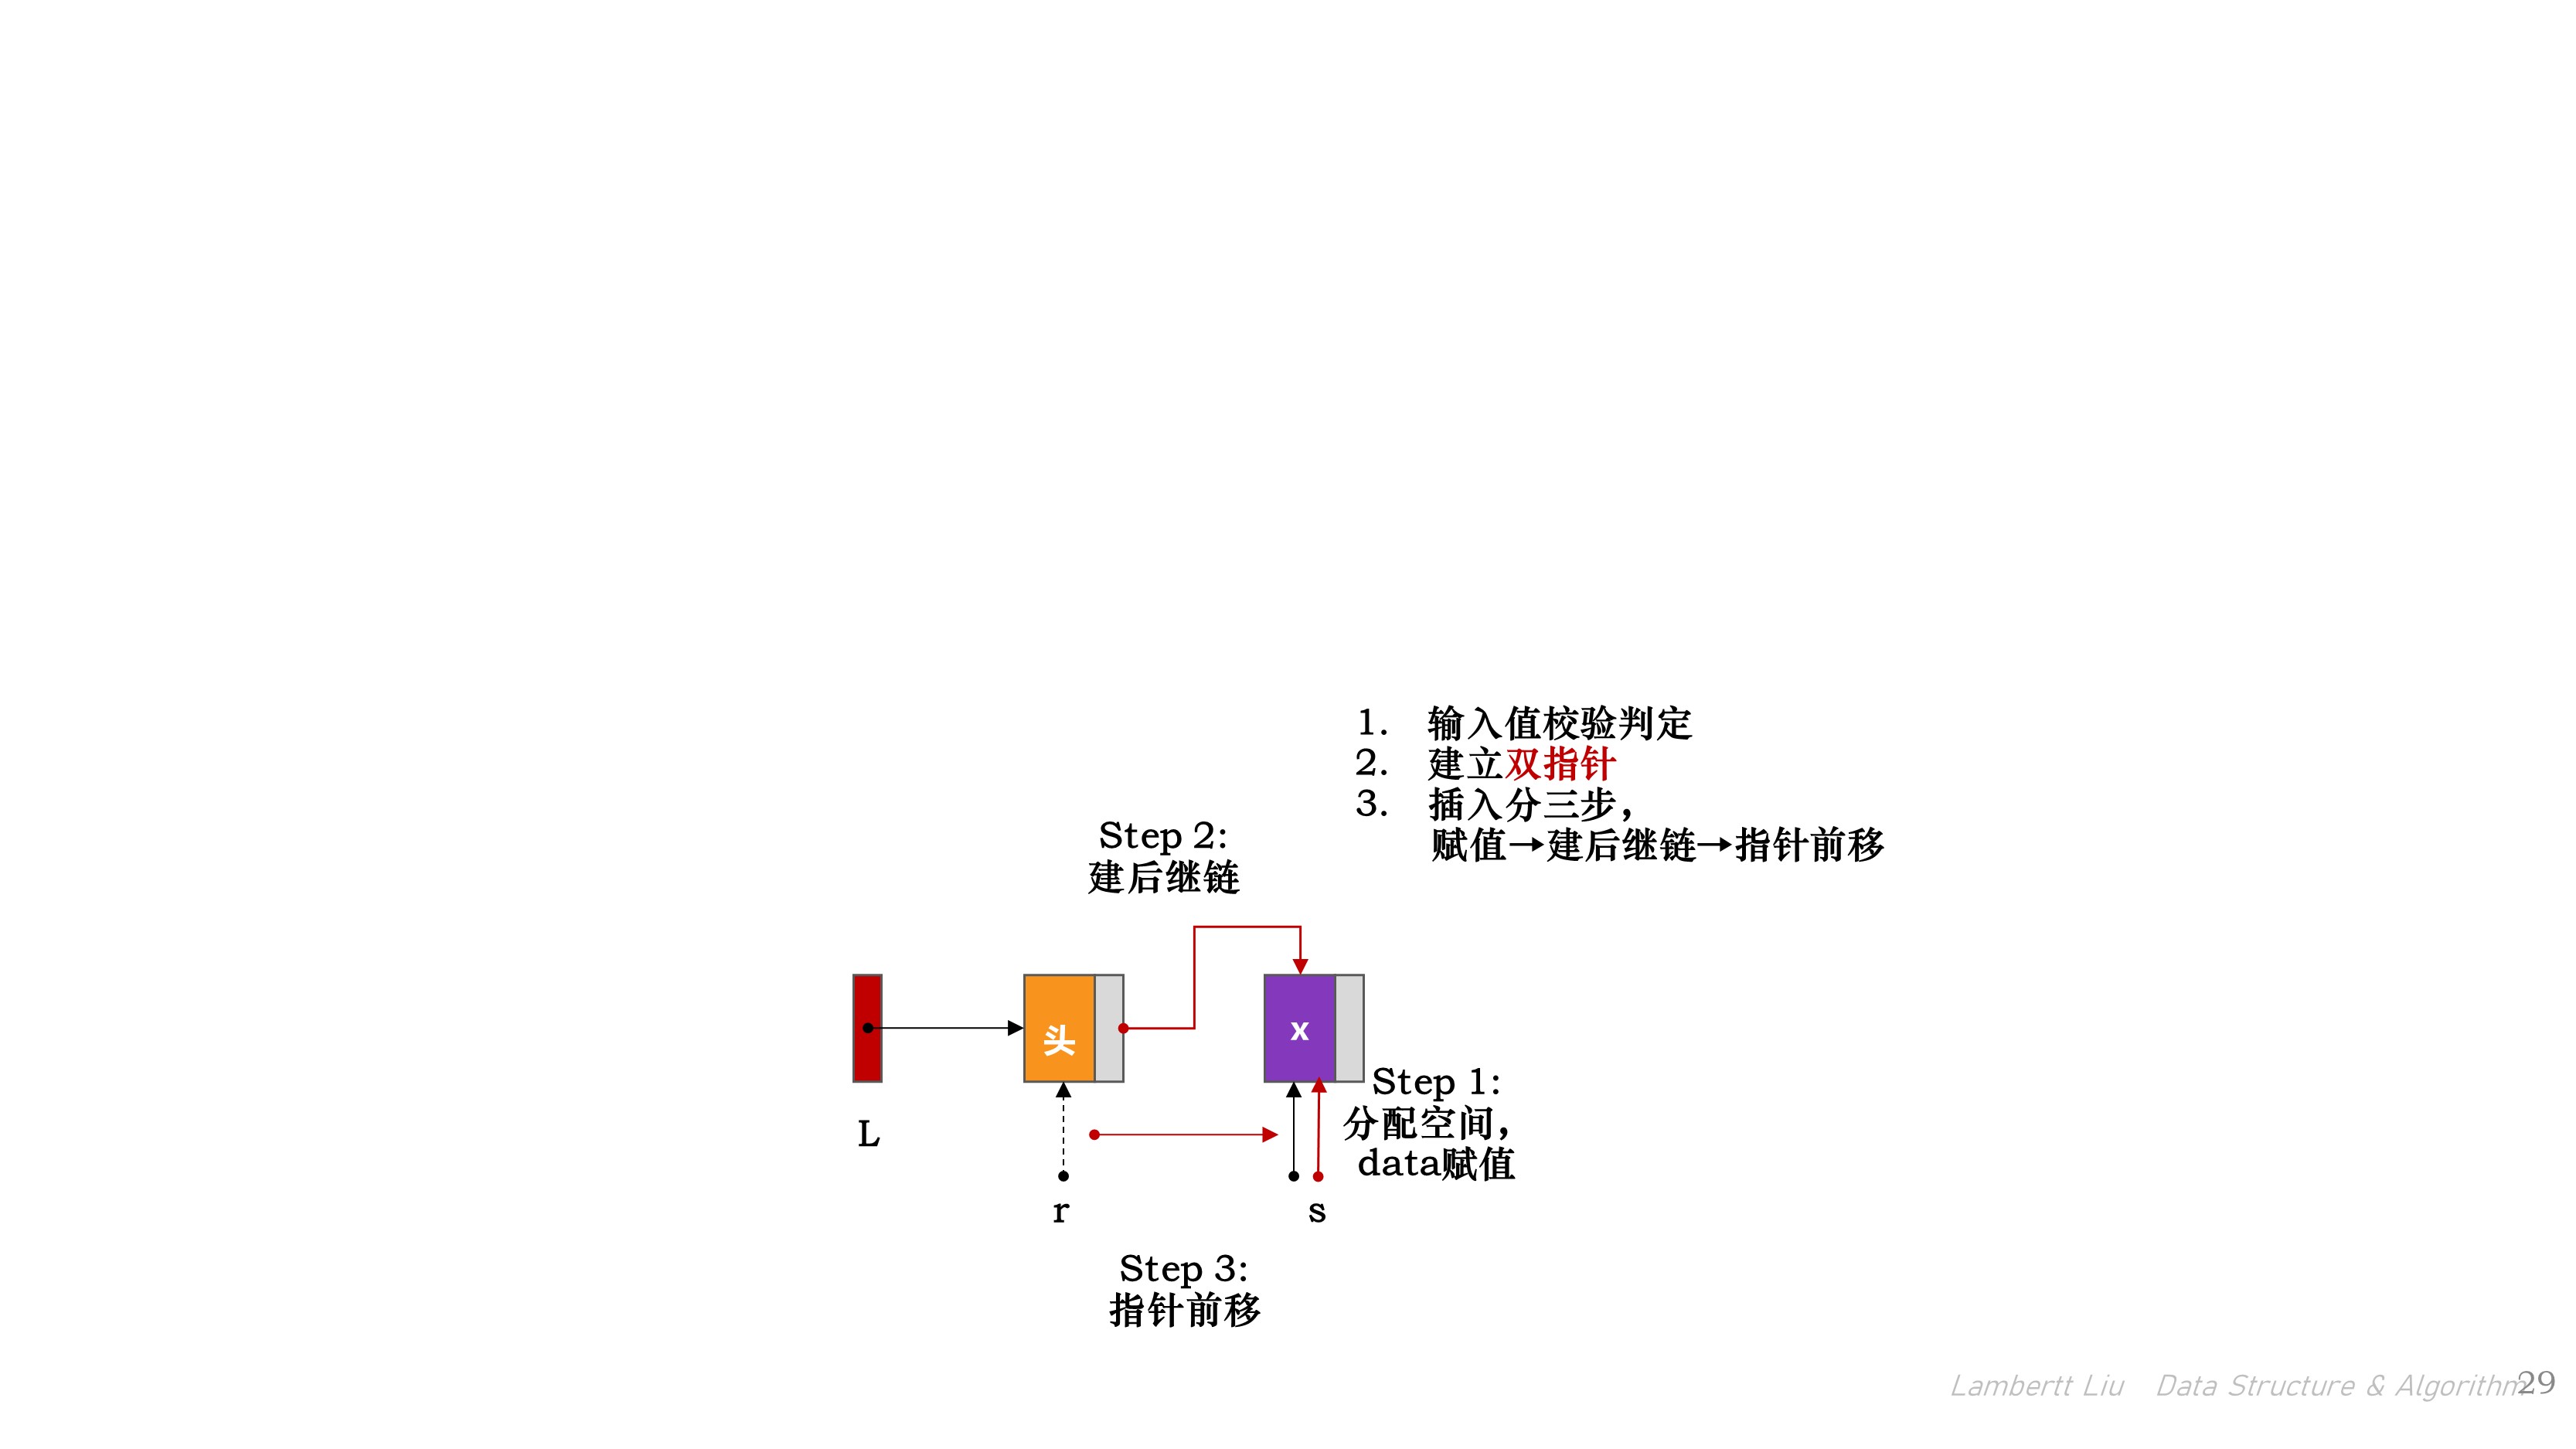 1. 输入值校验判定
2. 建立双指针
3. 插入分三步，
赋值→建后继链→指针前移
Step 2:
建后继链
头
x
Step 1:
分配空间，
data赋值
L
r
s
Step 3:
指针前移
Lambertt Liu Data Structure & Algorithm
29